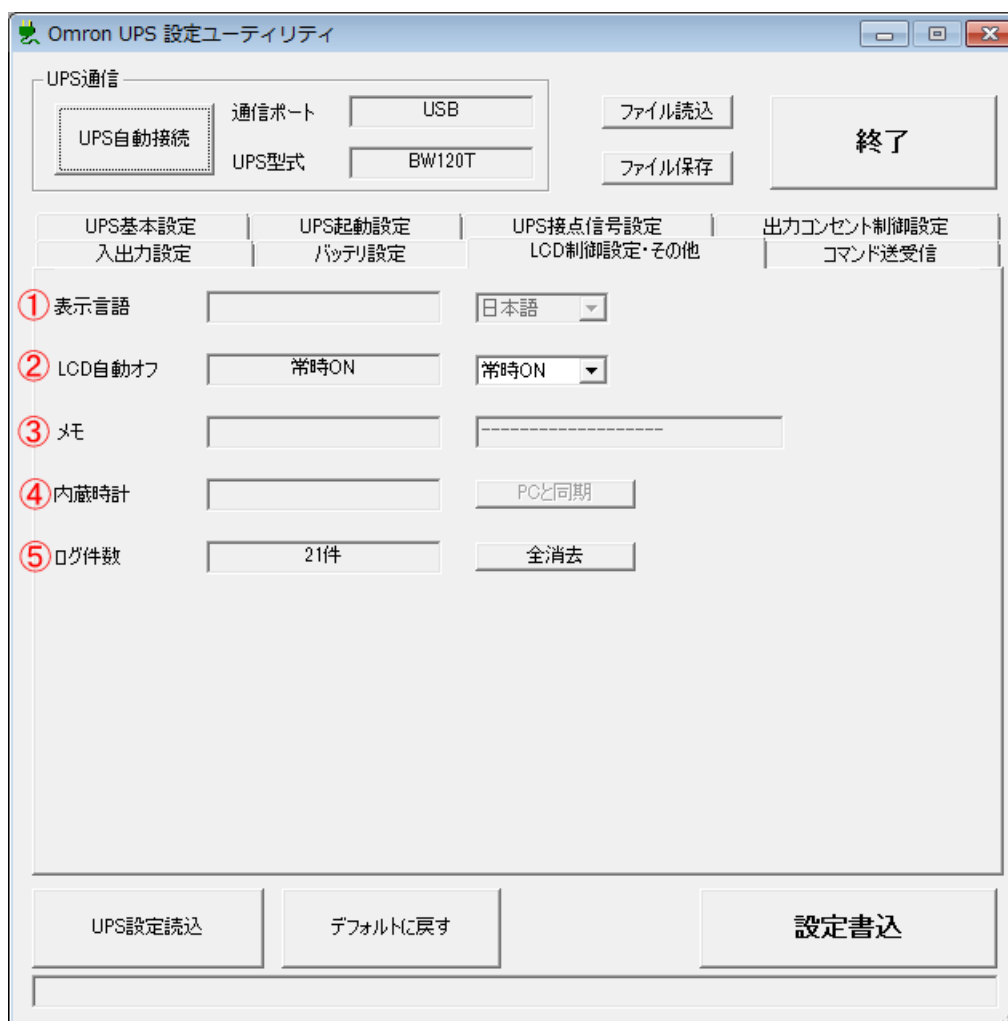 Omron UPS 設定ユーティリティ
UPS通信
UPS自動接続
通信ポート
USB
UPS型式
BW120T
ファイル読込
ファイル保存
終了
UPS基本設定
UPS起動設定
UPS接点信号設定
出力コンセント制御設定
入出力設定
バッテリ設定
LCD制御設定・その他
コマンド送受信
① 表示言語
日本語
② LCD自動オフ
常時ON
常時ON
③ メモ
-------------------
④ 内蔵時計
PCと同期
⑤ ログ件数
21件
全消去
UPS設定読込
デフォルトに戻す
設定書込